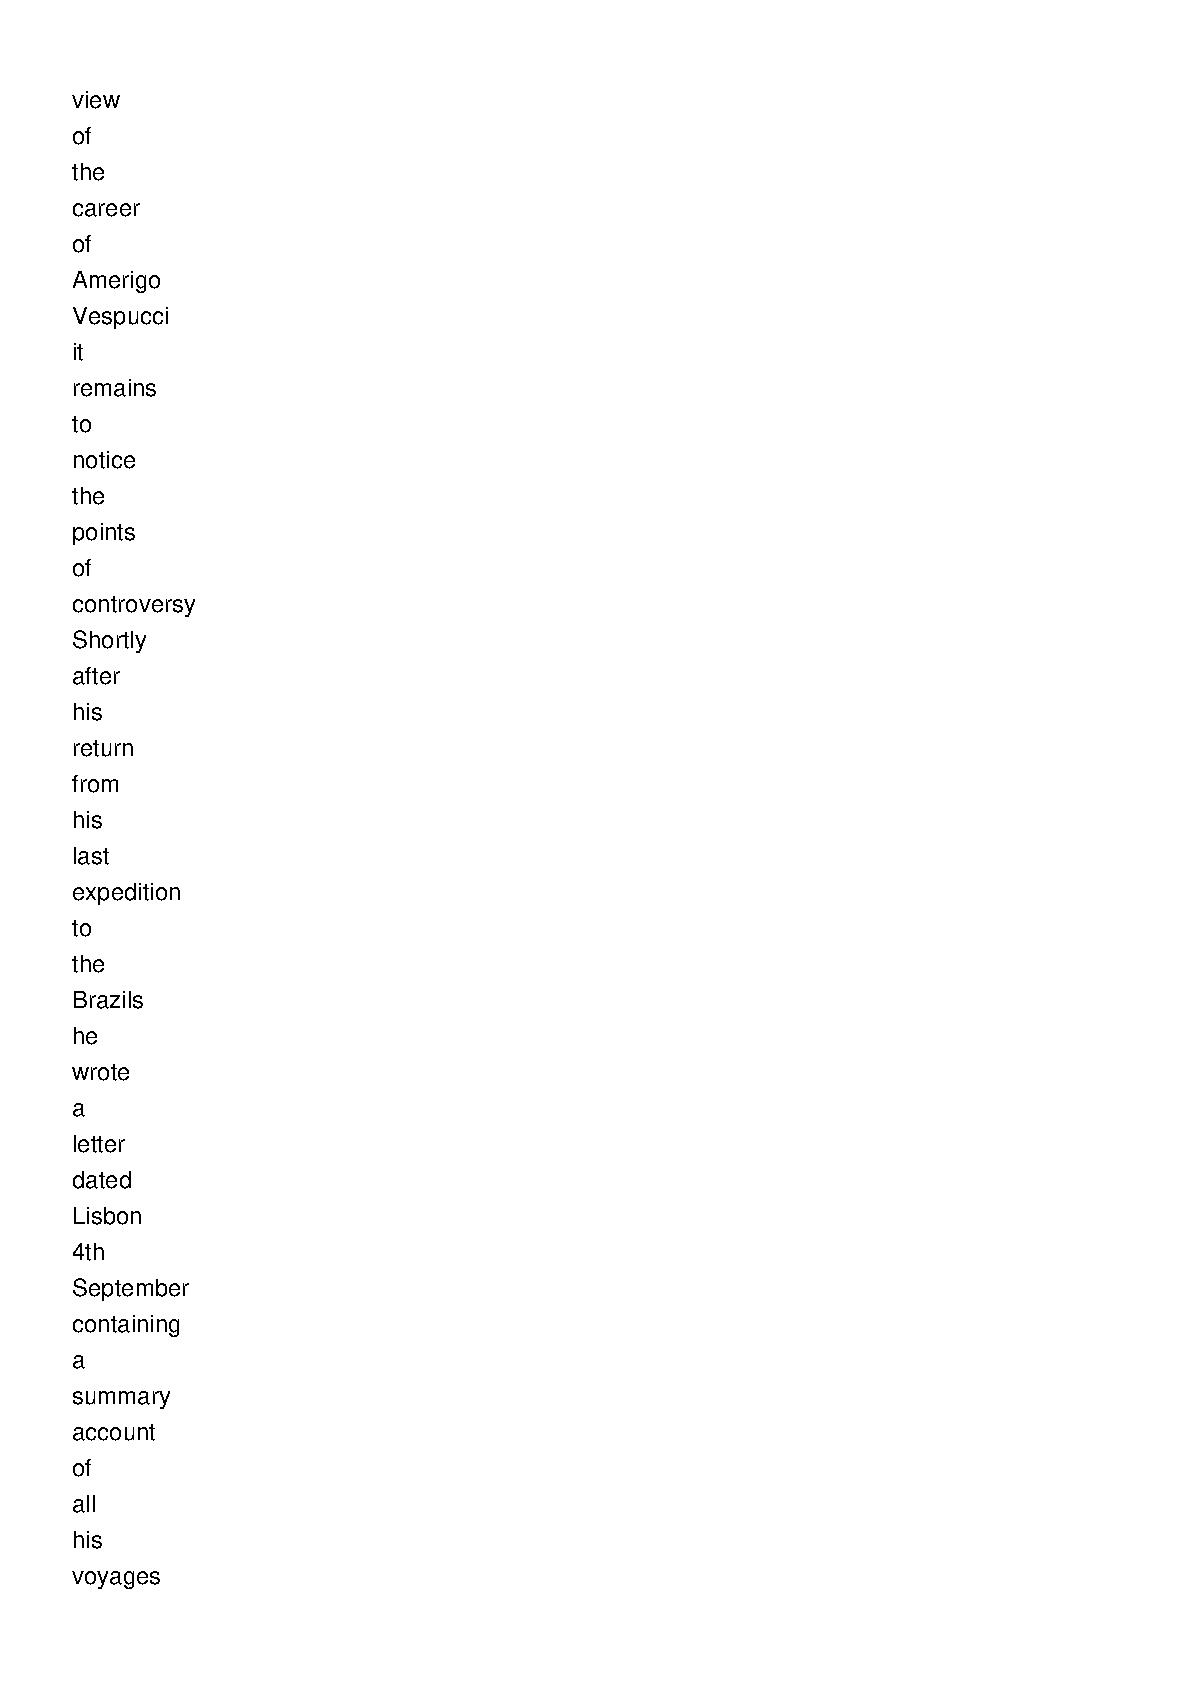 view
of
the
career
of
Amerigo
Vespucci
it
remains
to
notice
the
points
of
controversy
Shortly
after
his
return
from
his
last
expedition
to
the
Brazils
he
wrote
a
letter
dated
Lisbon
4th
September
containing
a
summary
account
of
all
his
voyages